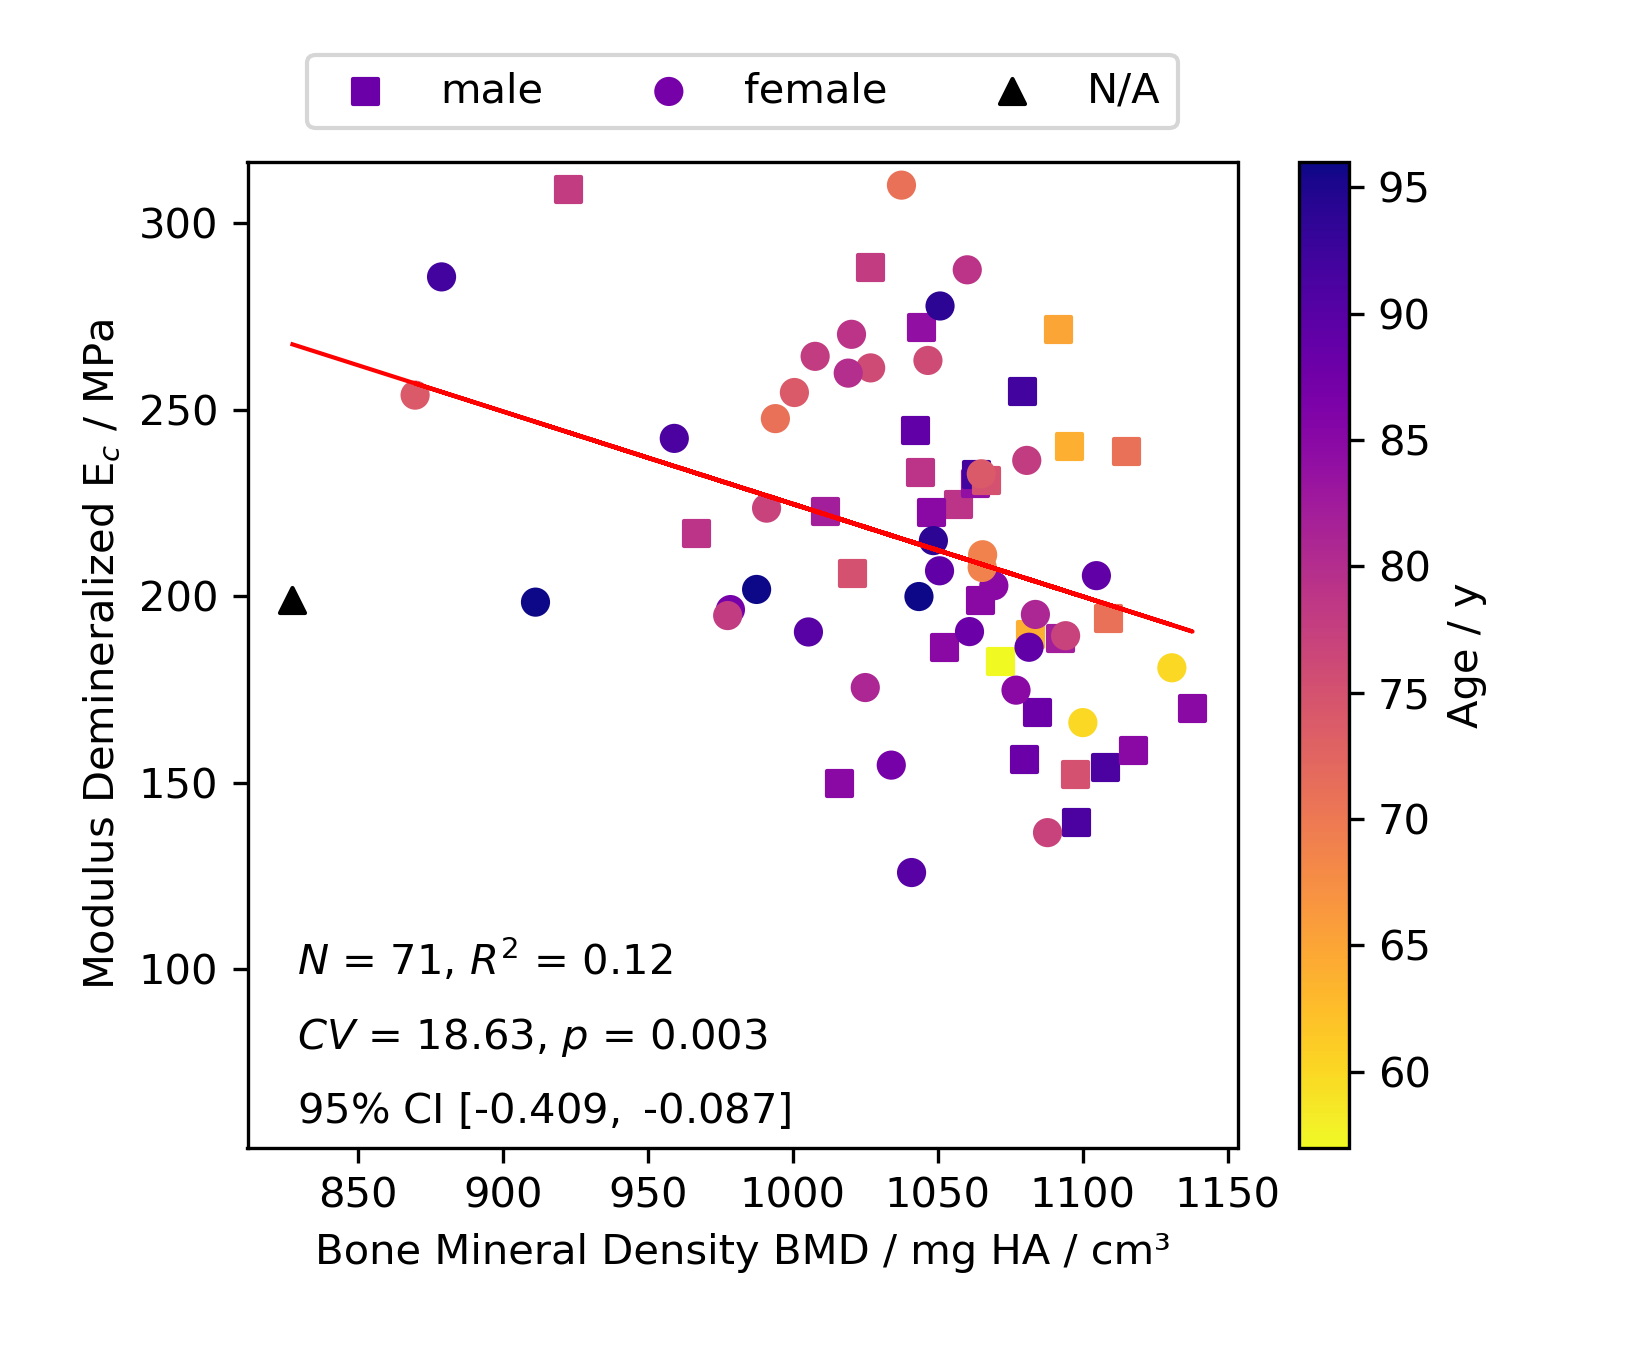 male female N/A
300
250
200
150
100
Modulus Demineralized E_c / MPa
N = 71, R² = 0.12
CV = 18.63, p = 0.003
95% CI [-0.409, -0.087]
850 900 950 1000 1050 1100 1150
Bone Mineral Density BMD / mg HA / cm³
95
90
85
80
75
70
65
60
Age / y